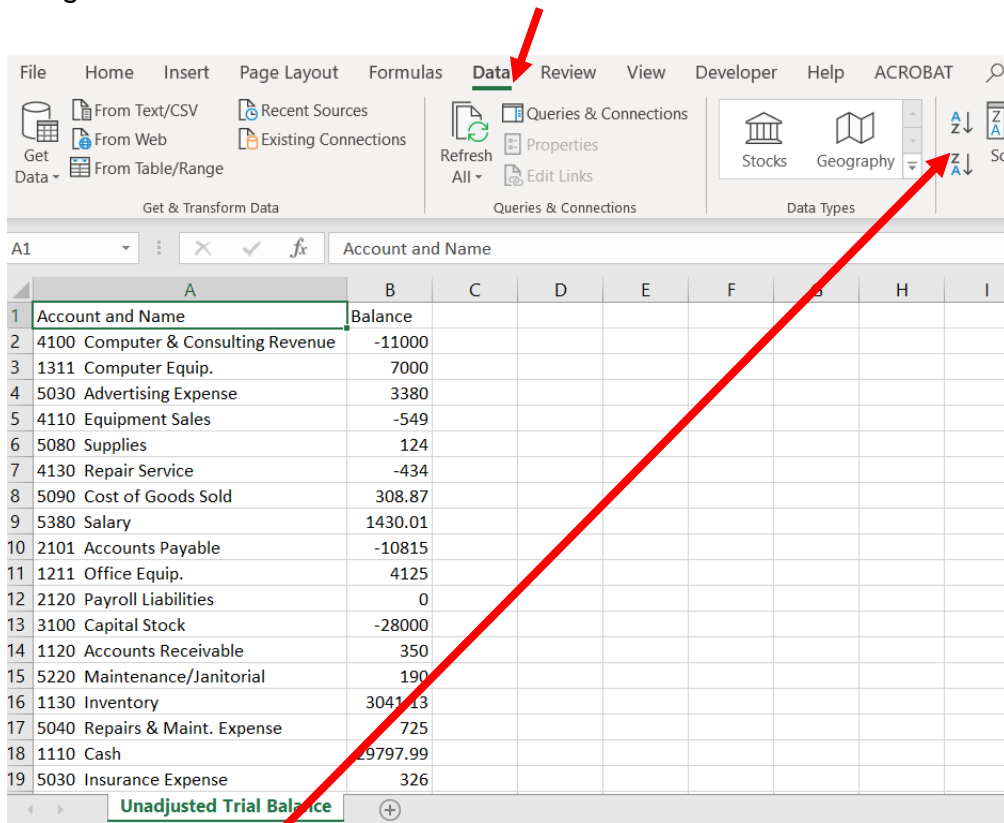 File Home Insert Page Layout Formulas Data Review View Developer Help ACROBAT
From Text/CSV Recent Sources Queries & Connections
From Web Existing Connections Properties
From Table/Range Edit Links
Get Data Refresh All Stocks Geography
Get & Transform Data Queries & Connections Data Types
A1 fx Account and Name
A B C D E F G H I
1 Account and Name Balance
2 4100 Computer & Consulting Revenue -11000
3 1311 Computer Equip. 7000
4 5030 Advertising Expense 3380
5 4110 Equipment Sales -549
6 5080 Supplies 124
7 4130 Repair Service -434
8 5090 Cost of Goods Sold 308.87
9 5380 Salary 1430.01
10 2101 Accounts Payable -10815
11 1211 Office Equip. 4125
12 2120 Payroll Liabilities 0
13 3100 Capital Stock -28000
14 1120 Accounts Receivable 350
15 5220 Maintenance/Janitorial 190
16 1130 Inventory 3041.13
17 5040 Repairs & Maint. Expense 725
18 1110 Cash 29797.99
19 5030 Insurance Expense 326
Unadjusted Trial Balance